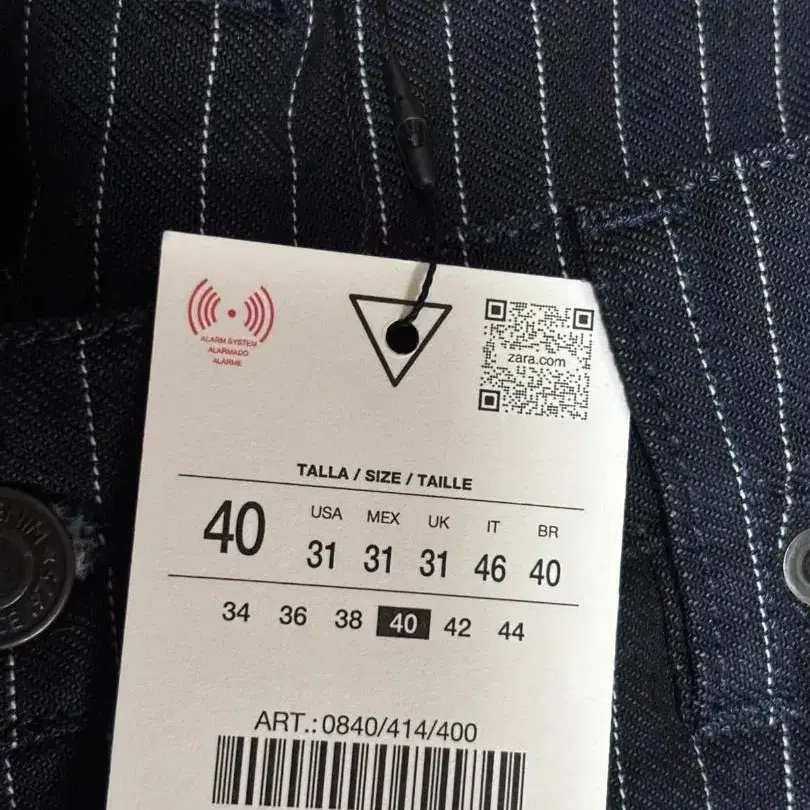 ALARM SYSTEM
ALARMADO
ALARME
zara.com
TALLA / SIZE / TAILLE
40
USA MEX UK IT BR
31 31 31 46 40
34 36 38 40 42 44
ART.: 0840/414/400